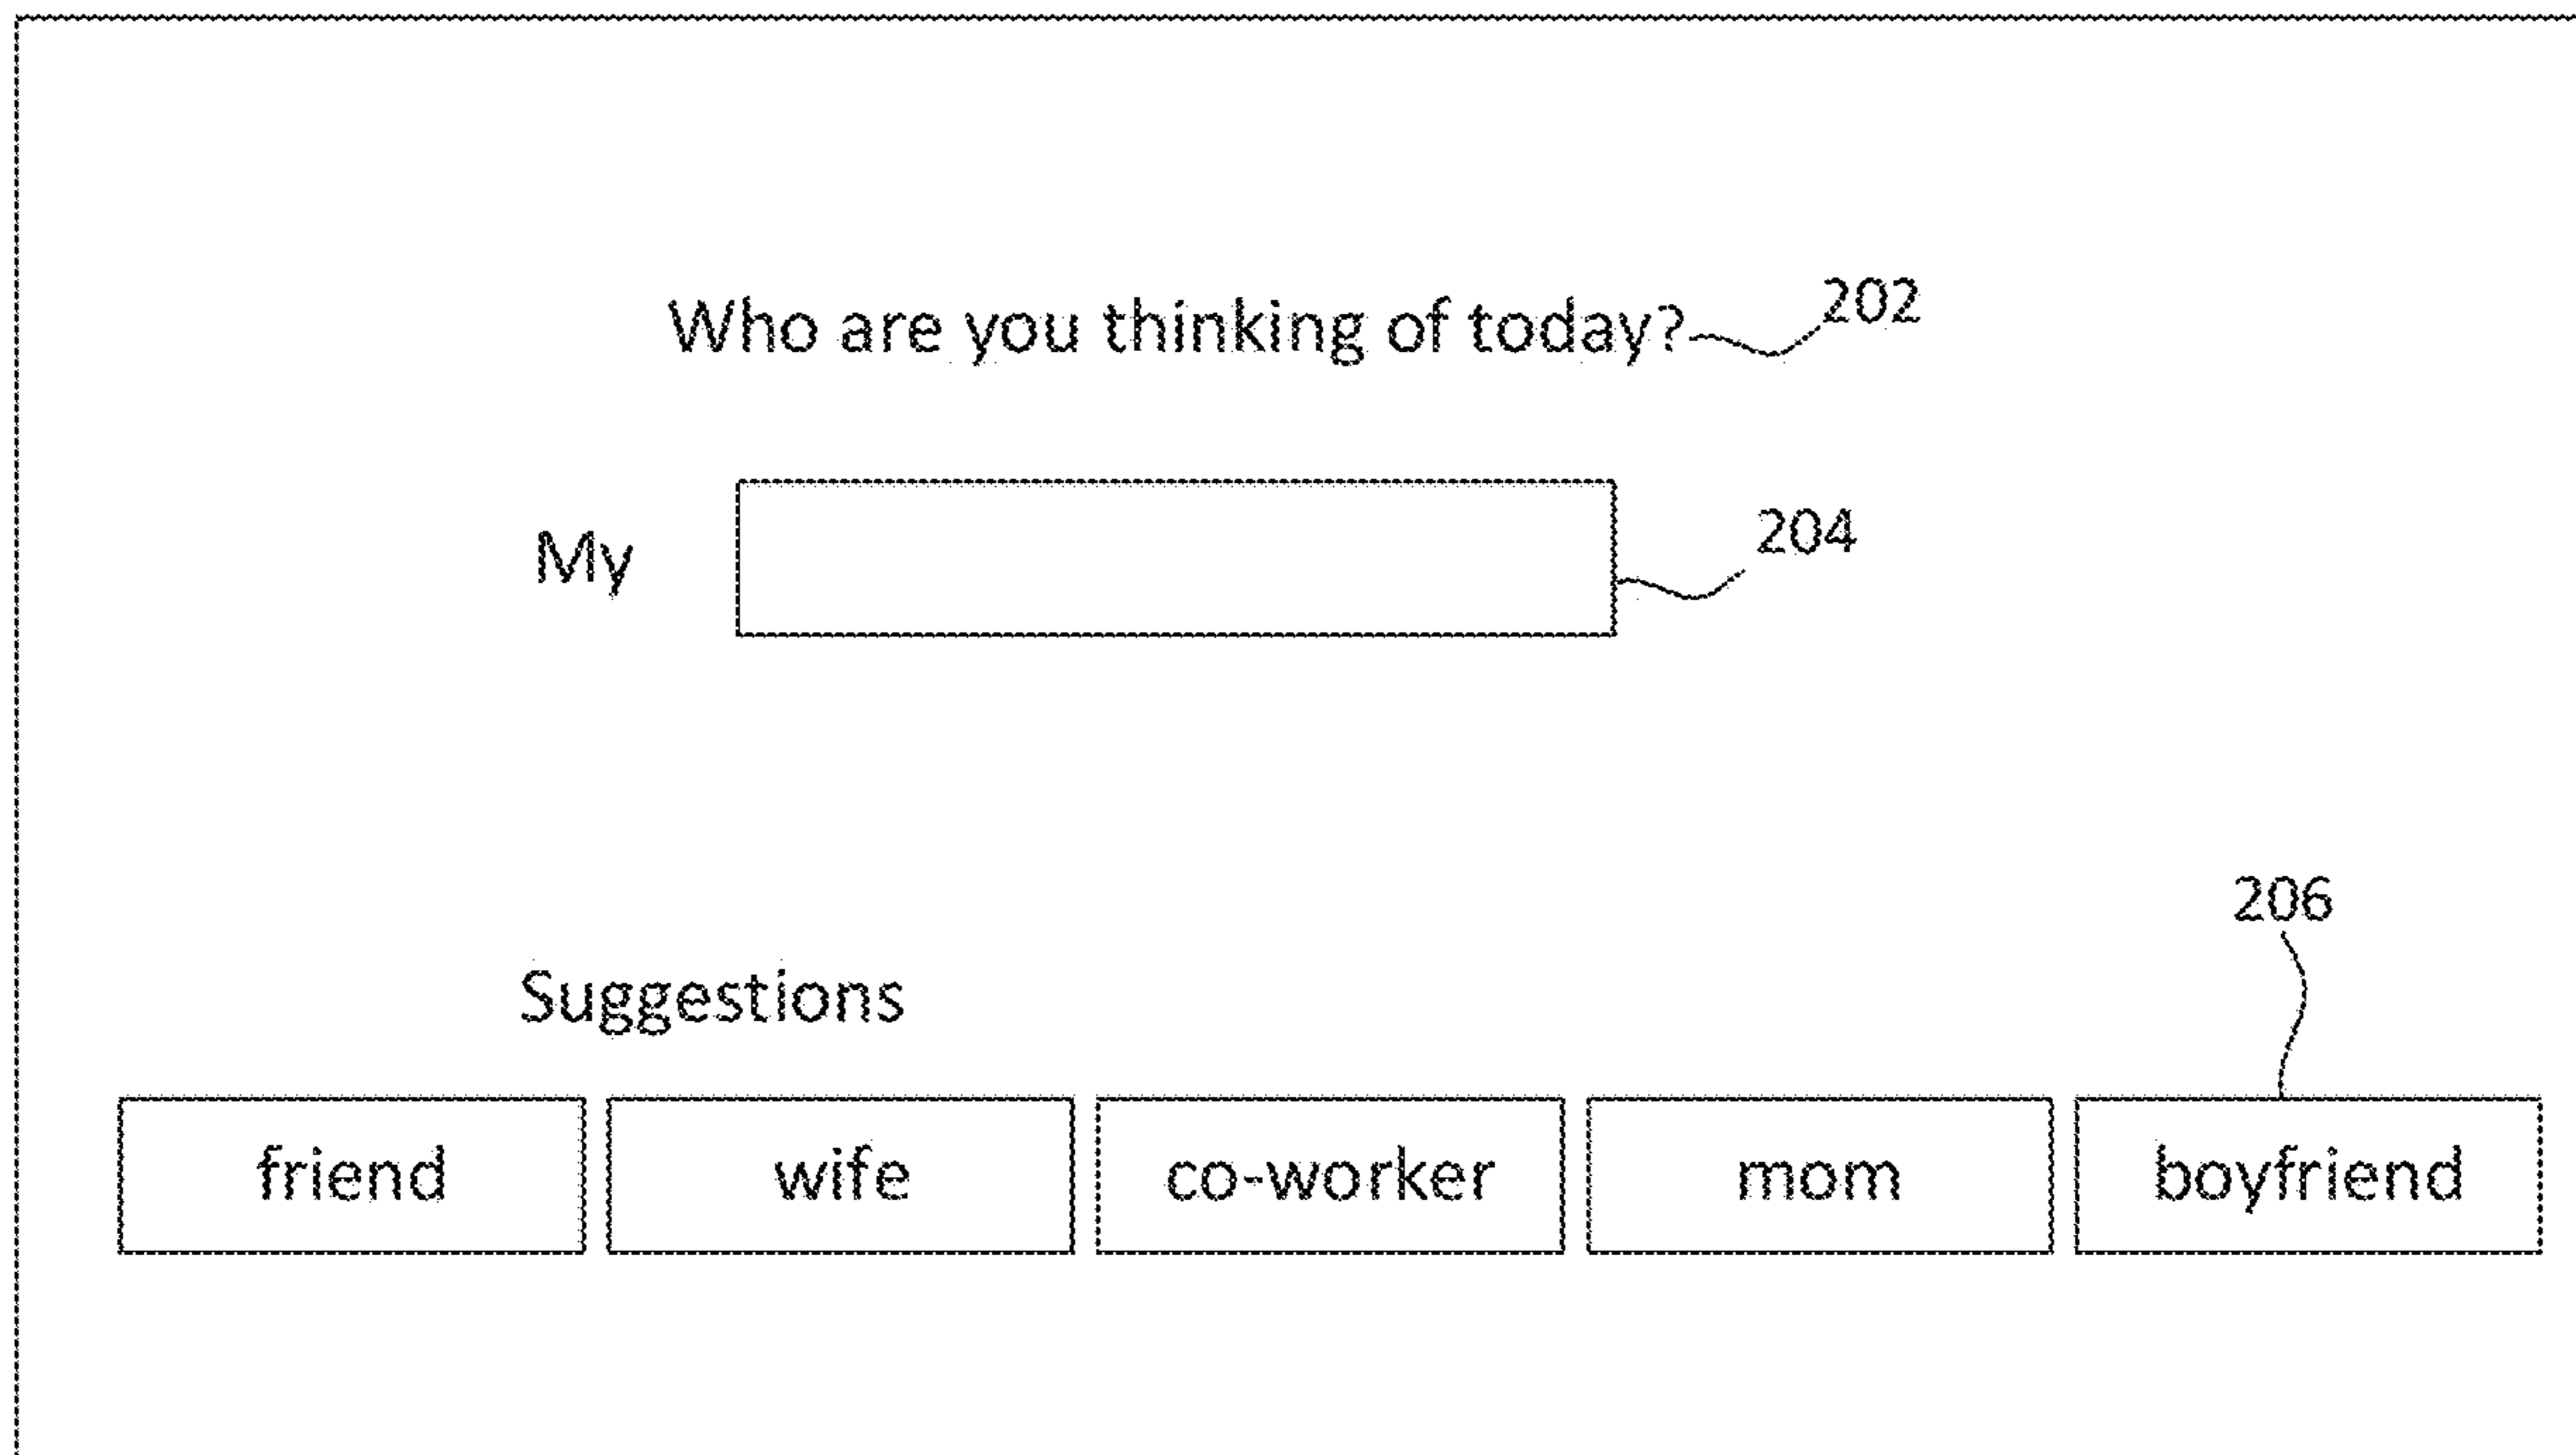 Who are you thinking of today? 202
My 204
206
Suggestions
friend wife co-worker mom boyfriend